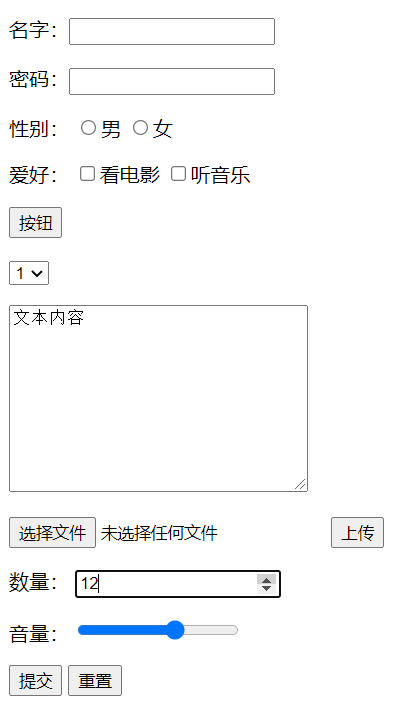 名字：
密码：
性别： 男 女
爱好： 看电影 听音乐
按钮
1
文本内容
选择文件 未选择任何文件 上传
数量： 12
音量：
提交 重置